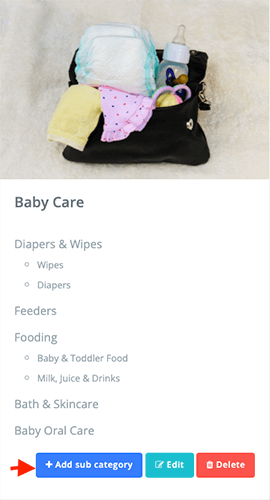 Baby Care
Diapers & Wipes
Wipes
Diapers
Feeders
Fooding
Baby & Toddler Food
Milk, Juice & Drinks
Bath & Skincare
Baby Oral Care
+ Add sub category Edit Delete